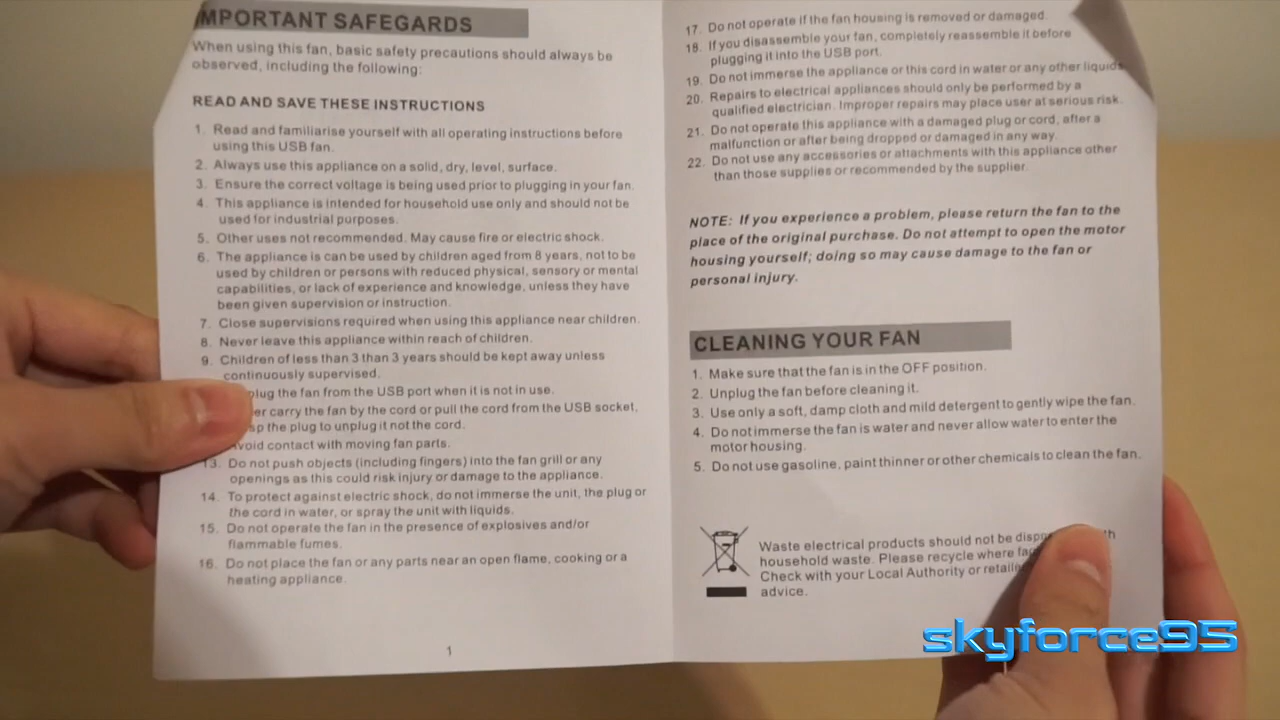 IMPORTANT SAFEGARDS
When using this fan, basic safety precautions should always be
observed, including the following:
READ AND SAVE THESE INSTRUCTIONS
1. Read and familiarise yourself with all operating instructions before
using this USB fan.
2. Always use this appliance on a solid, dry, level, surface.
3. Ensure the correct voltage is being used prior to plugging in your fan.
4. This appliance is intended for household use only and should not be
used for industrial purposes.
5. Other uses not recommended. May cause fire or electric shock.
6. The appliance is can be used by children aged from 8 years, not to be
used by children or persons with reduced physical, sensory or mental
capabilities, or lack of experience and knowledge, unless they have
been given supervision or instruction.
7. Close supervisions required when using this appliance near children.
8. Never leave this appliance within reach of children.
9. Children of less than 3 than 3 years should be kept away unless
continuously supervised.
plug the fan from the USB port when it is not in use.
er carry the fan by the cord or pull the cord from the USB socket,
sp the plug to unplug it not the cord.
Avoid contact with moving fan parts.
13. Do not push objects (including fingers) into the fan grill or any
openings as this could risk injury or damage to the appliance.
14. To protect against electric shock, do not immerse the unit, the plug or
the cord in water, or spray the unit with liquids.
15. Do not operate the fan in the presence of explosives and/or
flammable fumes.
16. Do not place the fan or any parts near an open flame, cooking or a
heating appliance.
1
17. Do not operate if the fan housing is removed or damaged.
18. If you disassemble your fan, completely reassemble it before
plugging it into the USB port.
19. Do not immerse the appliance or this cord in water or any other liquids.
20. Repairs to electrical appliances should only be performed by a
qualified electrician. Improper repairs may place user at serious risk.
21. Do not operate this appliance with a damaged plug or cord, after a
malfunction or after being dropped or damaged in any way.
22. Do not use any accessories or attachments with this appliance other
than those supplies or recommended by the supplier.
NOTE: If you experience a problem, please return the fan to the
place of the original purchase. Do not attempt to open the motor
housing yourself; doing so may cause damage to the fan or
personal injury.
CLEANING YOUR FAN
1. Make sure that the fan is in the OFF position.
2. Unplug the fan before cleaning it.
3. Use only a soft, damp cloth and mild detergent to gently wipe the fan.
4. Do not immerse the fan is water and never allow water to enter the
motor housing.
5. Do not use gasoline, paint thinner or other chemicals to clean the fan.
Waste electrical products should not be disp
household waste. Please recycle where fa
Check with your Local Authority or retail
advice.
skyforce95